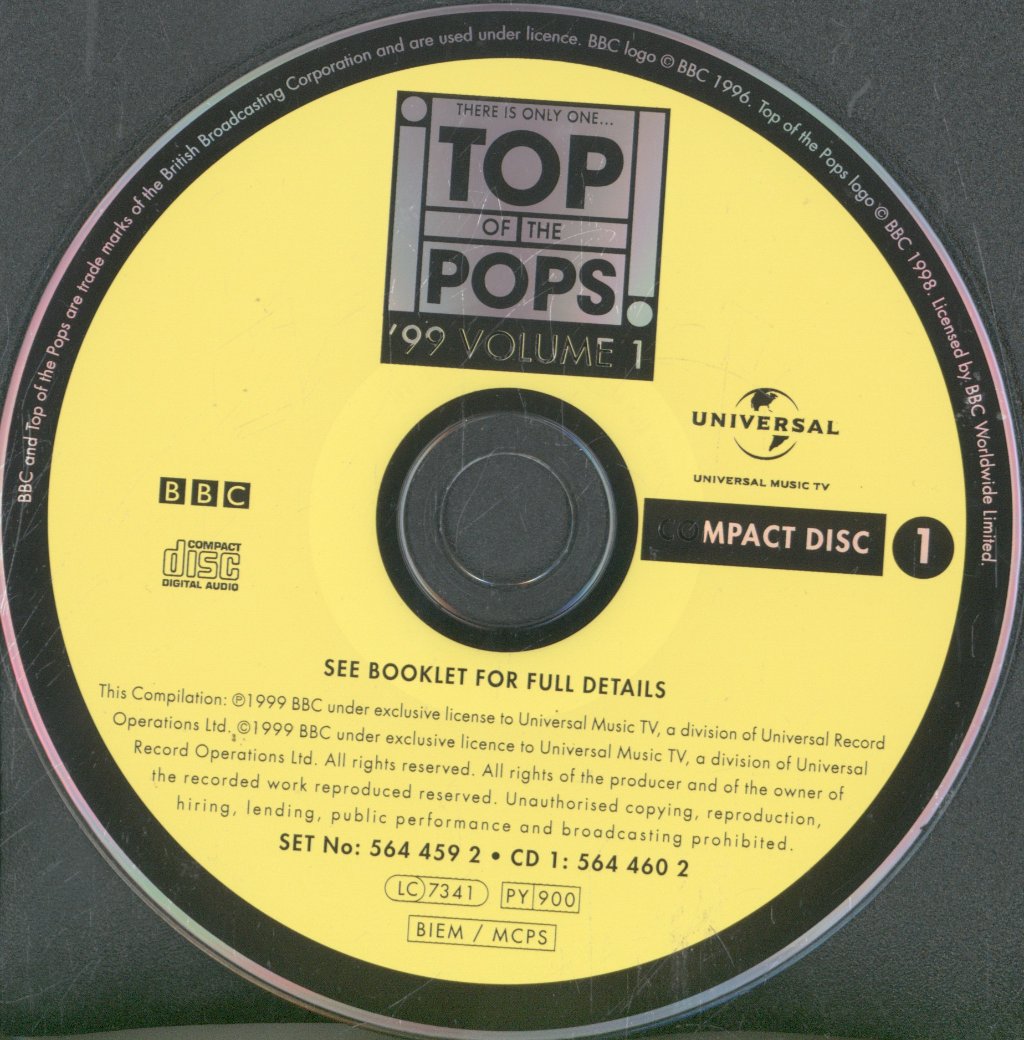 BBC and Top of the Pops are trade marks of the British Broadcasting Corporation and are used under licence. BBC logo © BBC 1996. Top of the Pops logo © BBC 1998. Licensed by BBC Worldwide Limited.
THERE IS ONLY ONE...
TOP
OF THE
POPS
'99 VOLUME 1
UNIVERSAL
UNIVERSAL MUSIC TV
BBC
COMPACT
disc
DIGITAL AUDIO
COMPACT DISC 1
SEE BOOKLET FOR FULL DETAILS
This Compilation: ℗1999 BBC under exclusive license to Universal Music TV, a division of Universal Record
Operations Ltd. ©1999 BBC under exclusive licence to Universal Music TV, a division of Universal
Record Operations Ltd. All rights reserved. All rights of the producer and of the owner of
the recorded work reproduced reserved. Unauthorised copying, reproduction,
hiring, lending, public performance and broadcasting prohibited.
SET No: 564 459 2 • CD 1: 564 460 2
LC 7341 PY 900
BIEM / MCPS